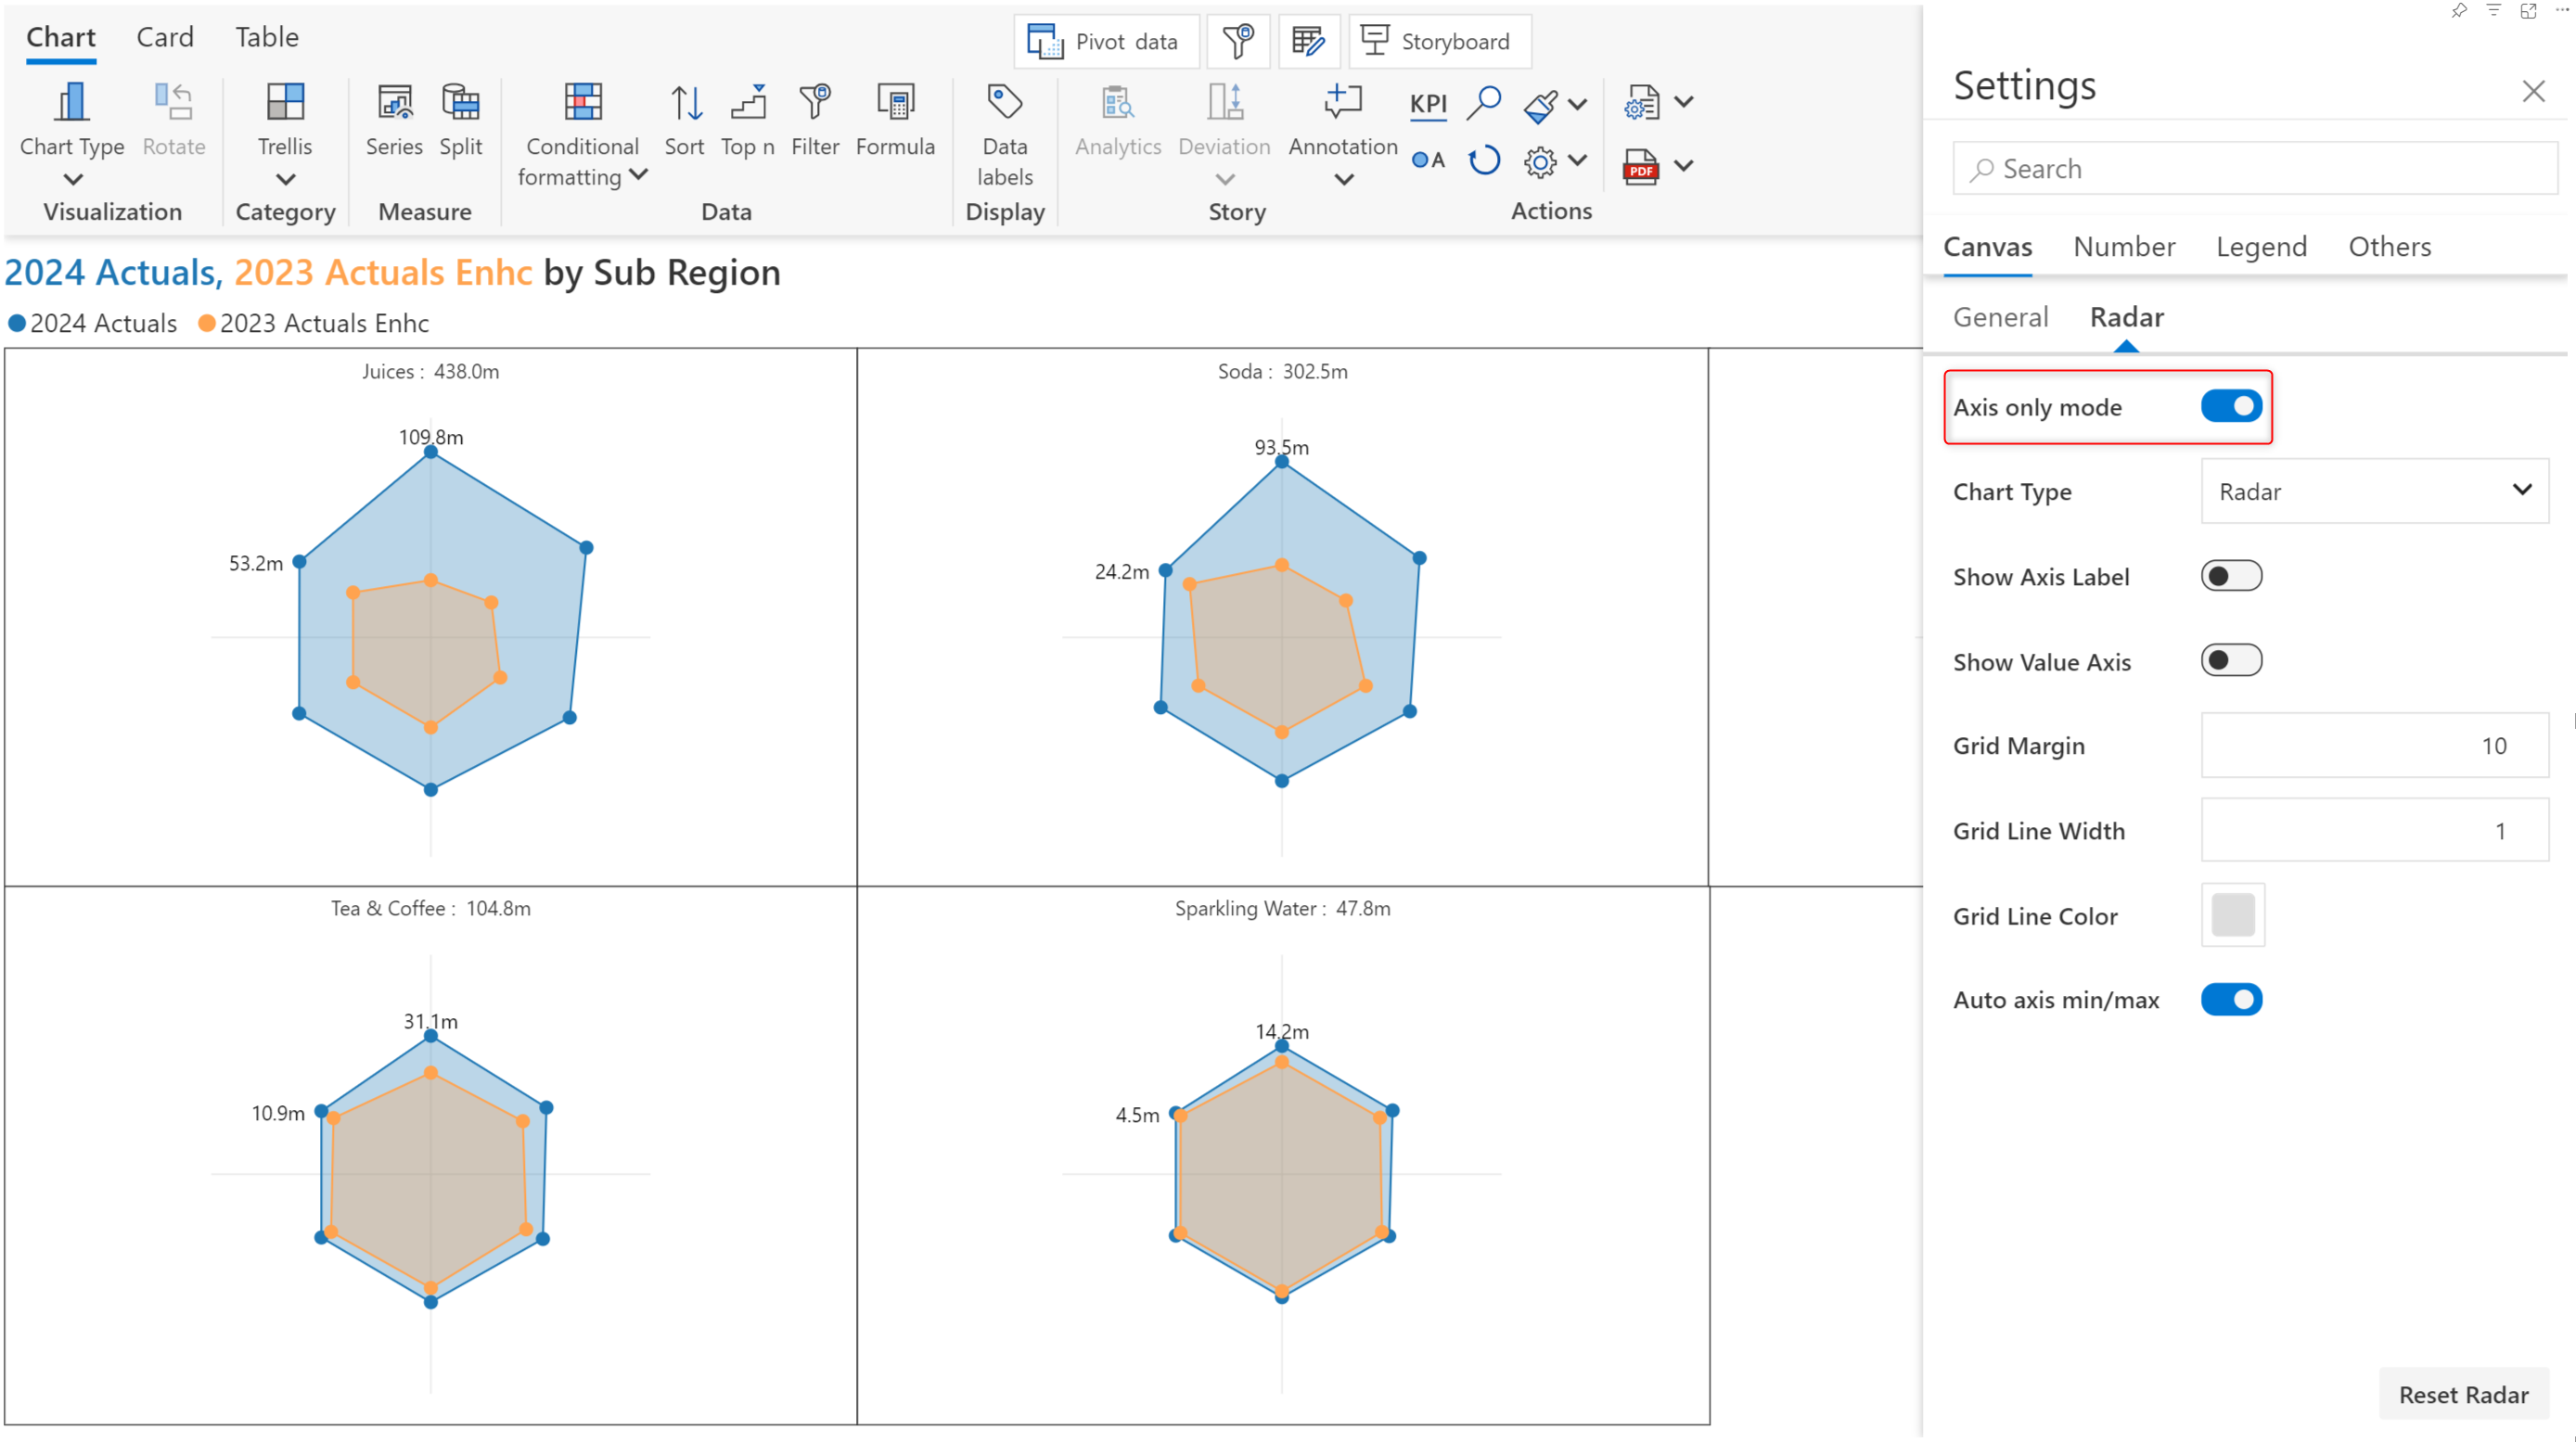 Chart Card Table
Pivot data Storyboard
Chart Type Rotate Trellis Series Split Conditional formatting Sort Top n Filter Formula Data labels Analytics Deviation Annotation KPI
A
PDF
Visualization Category Measure Data Display Story Actions
2024 Actuals, 2023 Actuals Enhc by Sub Region
2024 Actuals 2023 Actuals Enhc
Juices : 438.0m
109.8m
53.2m
Soda : 302.5m
93.5m
24.2m
Tea & Coffee : 104.8m
31.1m
10.9m
Sparkling Water : 47.8m
14.2m
4.5m
Settings
Search
Canvas Number Legend Others
General Radar
Axis only mode
Chart Type Radar
Show Axis Label
Show Value Axis
Grid Margin 10
Grid Line Width 1
Grid Line Color
Auto axis min/max
Reset Radar